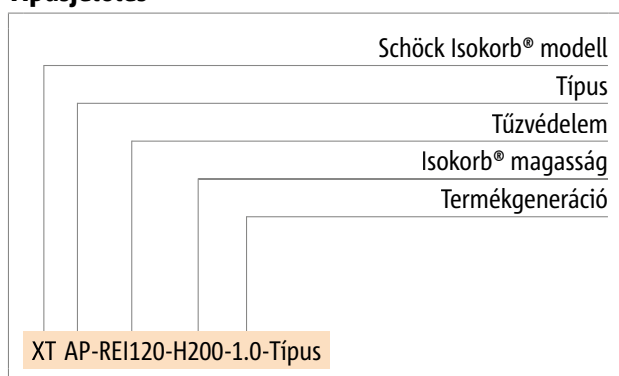 Típusjelölés
Schöck Isokorb® modell
Típus
Tűzvédelem
Isokorb® magasság
Termékgeneráció
XT AP-REI120-H200-1.0-Típus